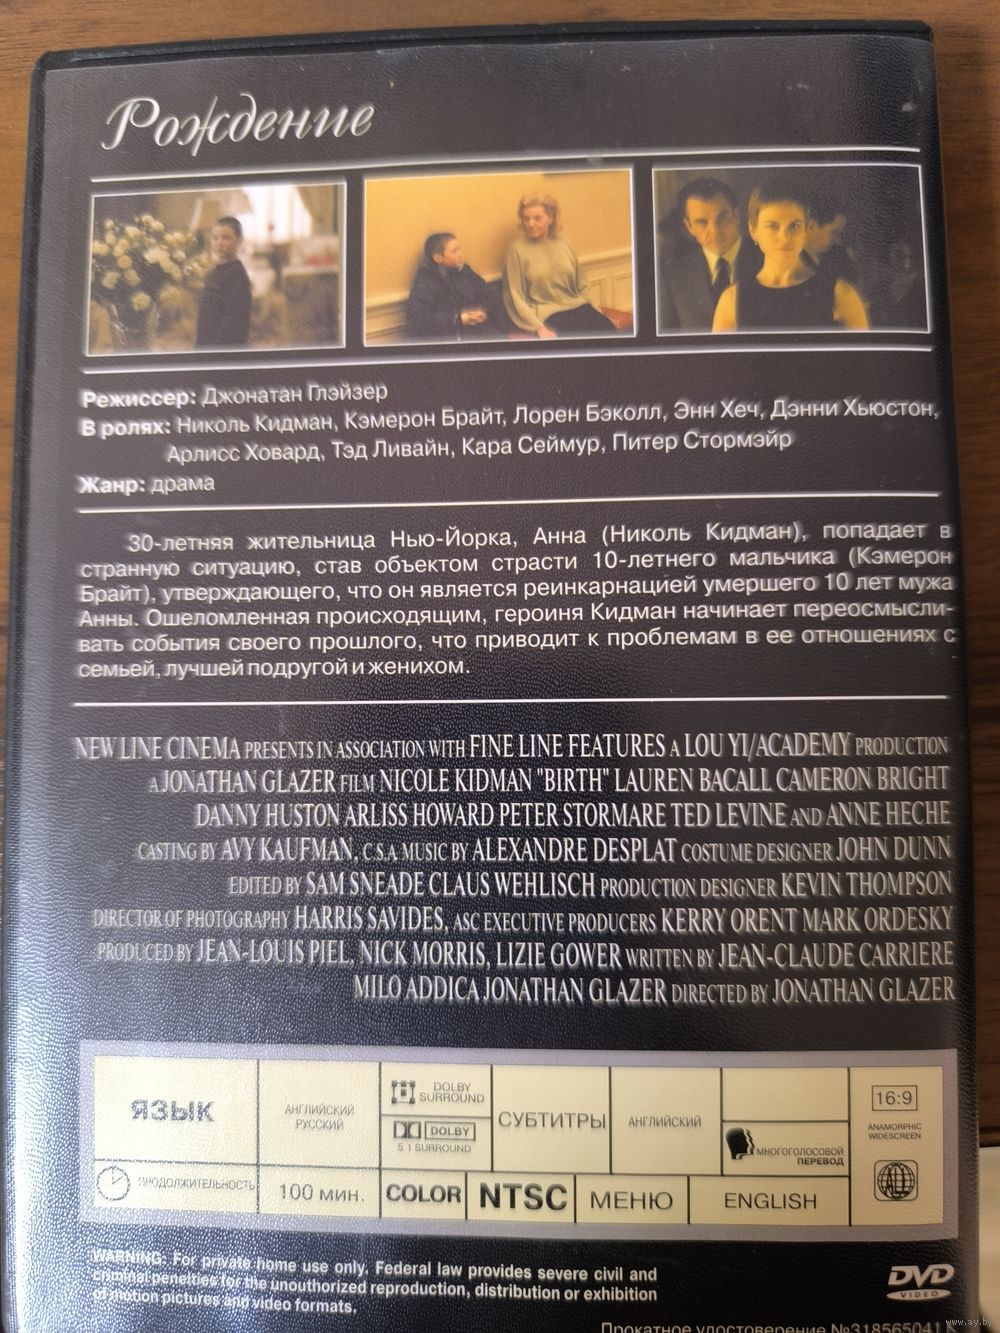 Рождение
Режиссер: Джонатан Глэйзер
В ролях: Николь Кидман, Кэмерон Брайт, Лорен Бэколл, Энн Хеч, Дэнни Хьюстон,
Арлисс Ховард, Тэд Ливайн, Кара Сеймур, Питер Стормэйр
Жанр: драма
30-летняя жительница Нью-Йорка, Анна (Николь Кидман), попадает в
странную ситуацию, став объектом страсти 10-летнего мальчика (Кэмерон
Брайт), утверждающего, что он является реинкарнацией умершего 10 лет мужа
Анны. Ошеломленная происходящим, героиня Кидман начинает переосмысли-
вать события своего прошлого, что приводит к проблемам в ее отношениях с
семьей, лучшей подругой и женихом.
NEW LINE CINEMA PRESENTS IN ASSOCIATION WITH FINE LINE FEATURES A LOU YI/ACADEMY PRODUCTION
A JONATHAN GLAZER FILM NICOLE KIDMAN "BIRTH" LAUREN BACALL CAMERON BRIGHT
DANNY HUSTON ARLISS HOWARD PETER STORMARE TED LEVINE AND ANNE HECHE
CASTING BY AVY KAUFMAN, C.S.A MUSIC BY ALEXANDRE DESPLAT COSTUME DESIGNER JOHN DUNN
EDITED BY SAM SNEADE CLAUS WEHLISCH PRODUCTION DESIGNER KEVIN THOMPSON
DIRECTOR OF PHOTOGRAPHY HARRIS SAVIDES, ASC EXECUTIVE PRODUCERS KERRY ORENT MARK ORDESKY
PRODUCED BY JEAN-LOUIS PIEL, NICK MORRIS, LIZIE GOWER WRITTEN BY JEAN-CLAUDE CARRIERE
MILO ADDICA JONATHAN GLAZER DIRECTED BY JONATHAN GLAZER
ЯЗЫК
АНГЛИЙСКИЙ
РУССКИЙ
DOLBY
SURROUND
DOLBY
5.1 SURROUND
СУБТИТРЫ
АНГЛИЙСКИЙ
МНОГОГОЛОСОВОЙ
ПЕРЕВОД
16:9
ANAMORPHIC
WIDESCREEN
ПРОДОЛЖИТЕЛЬНОСТЬ
100 МИН.
COLOR
NTSC
МЕНЮ
ENGLISH
ALL
WARNING: For private home use only. Federal law provides severe civil and
criminal penelties for the unouthorized reproduction, distribution or exhibition
of motion pictures and video formats.
DVD
VIDEO
Прокатное удостоверение №318565041
www.ay.by